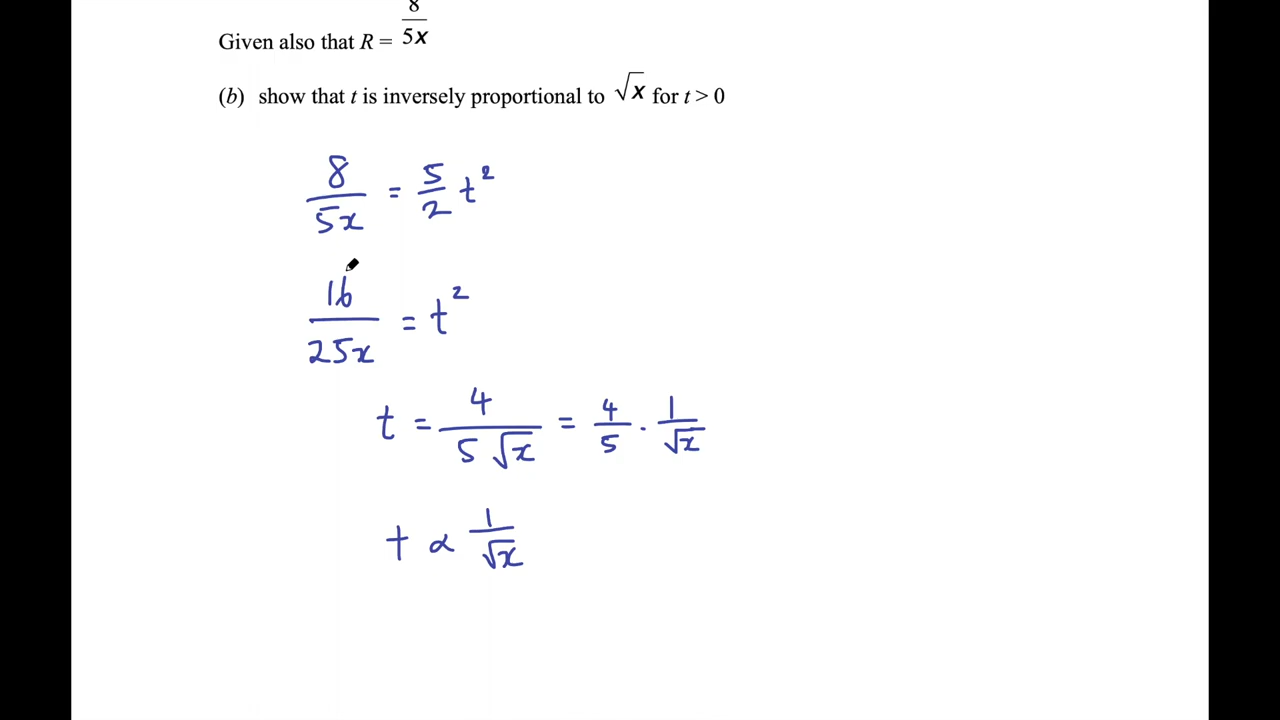 8
Given also that R = 5x
(b) show that t is inversely proportional to √x for t > 0
8/5x = 5/2 t²
16/25x = t²
t = 4/5√x = 4/5 · 1/√x
t ∝ 1/√x